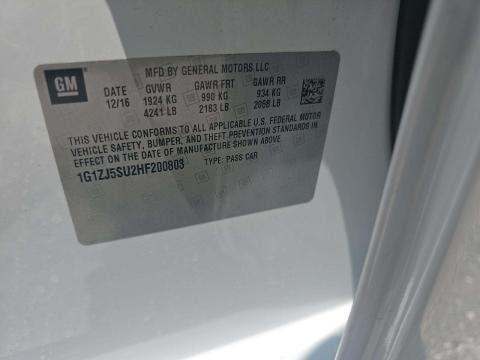 GM
MFD BY GENERAL MOTORS LLC
DATE GVWR GAWR FRT GAWR RR
12/16 1924 KG 990 KG 934 KG
4241 LB 2183 LB 2058 LB
THIS VEHICLE CONFORMS TO ALL APPLICABLE U.S. FEDERAL MOTOR
VEHICLE SAFETY, BUMPER, AND THEFT PREVENTION STANDARDS IN
EFFECT ON THE DATE OF MANUFACTURE SHOWN ABOVE.
1G1ZJ5SU2HF200803 TYPE: PASS CAR